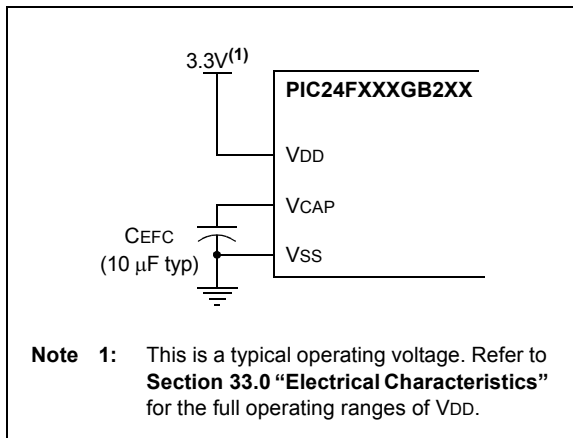 3.3V(1)
PIC24FXXXGB2XX
VDD
VCAP
CEFC
(10 μF typ)
VSS
Note 1: This is a typical operating voltage. Refer to
Section 33.0 “Electrical Characteristics”
for the full operating ranges of VDD.